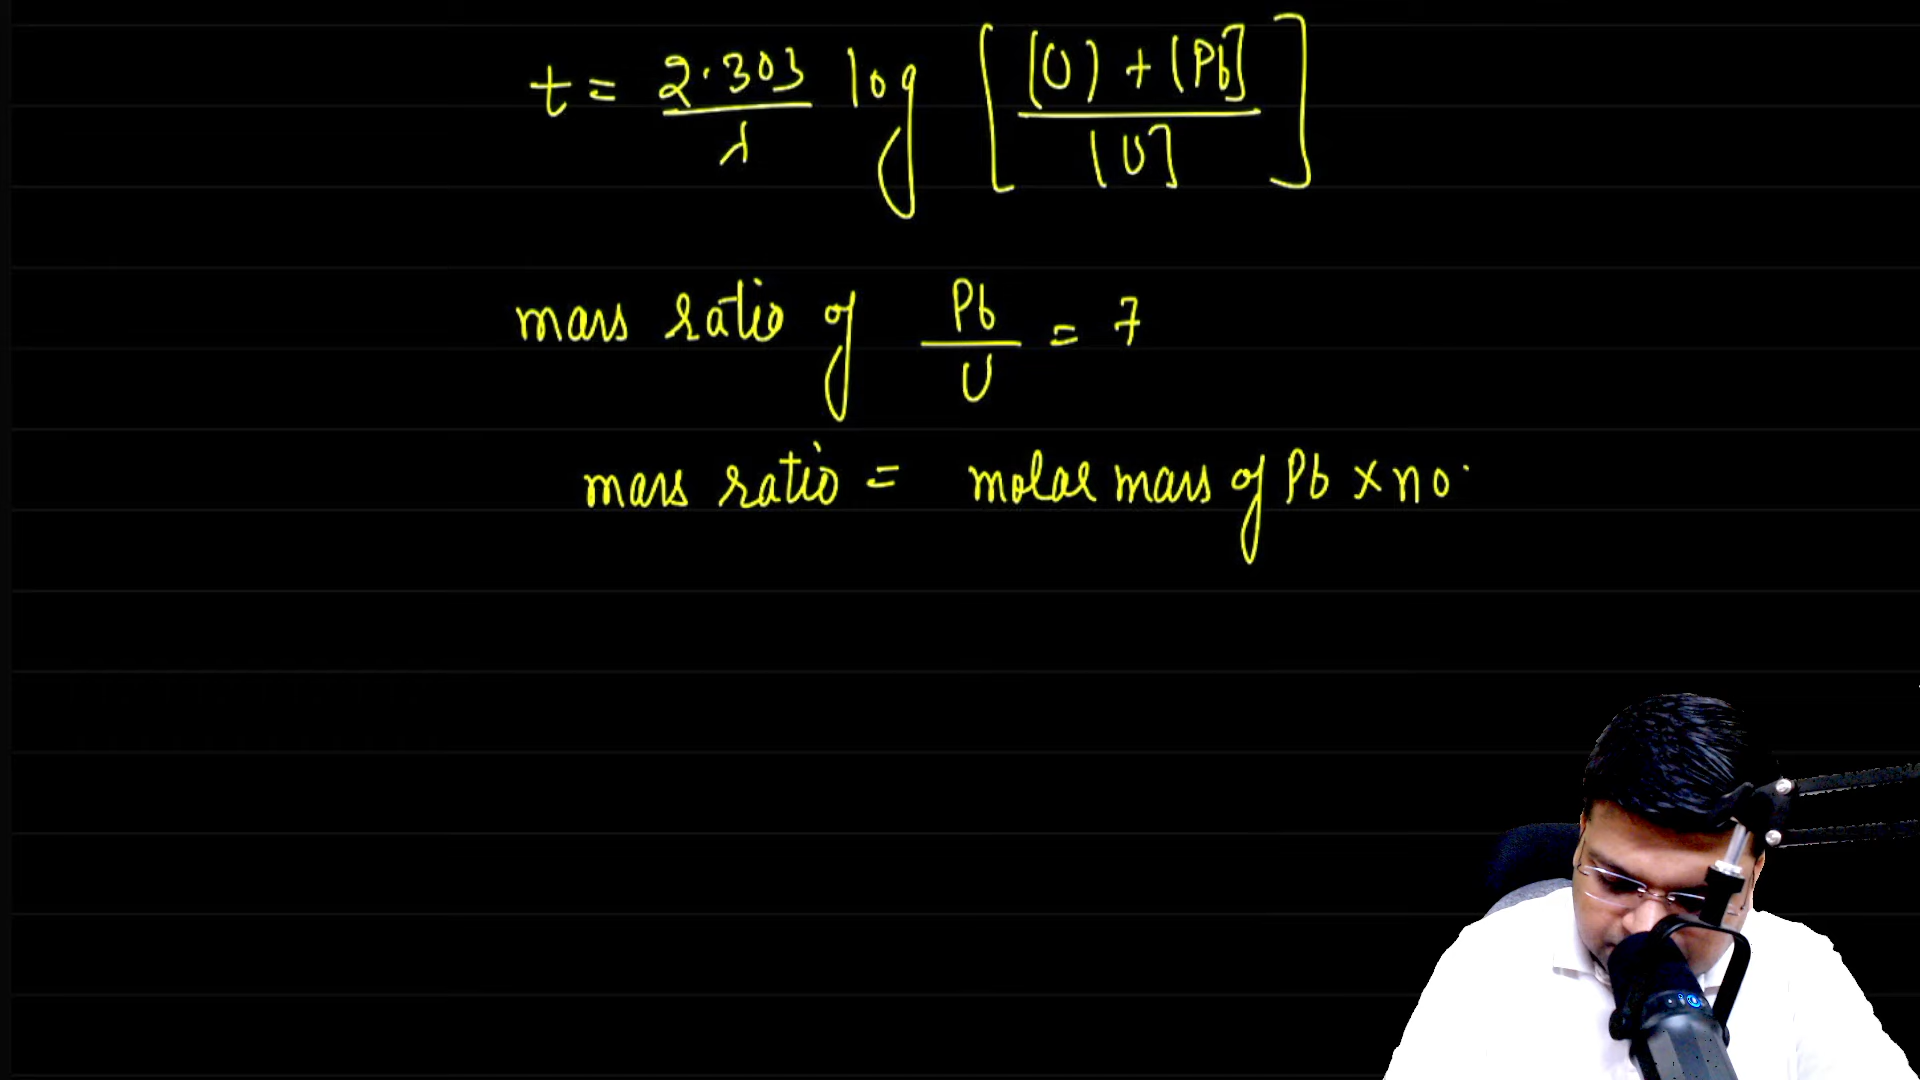 t = 2.303/λ log [ (U) + [Pb] / [U] ]
mass ratio of Pb/U = 7
mass ratio = molar mass of Pb × no.